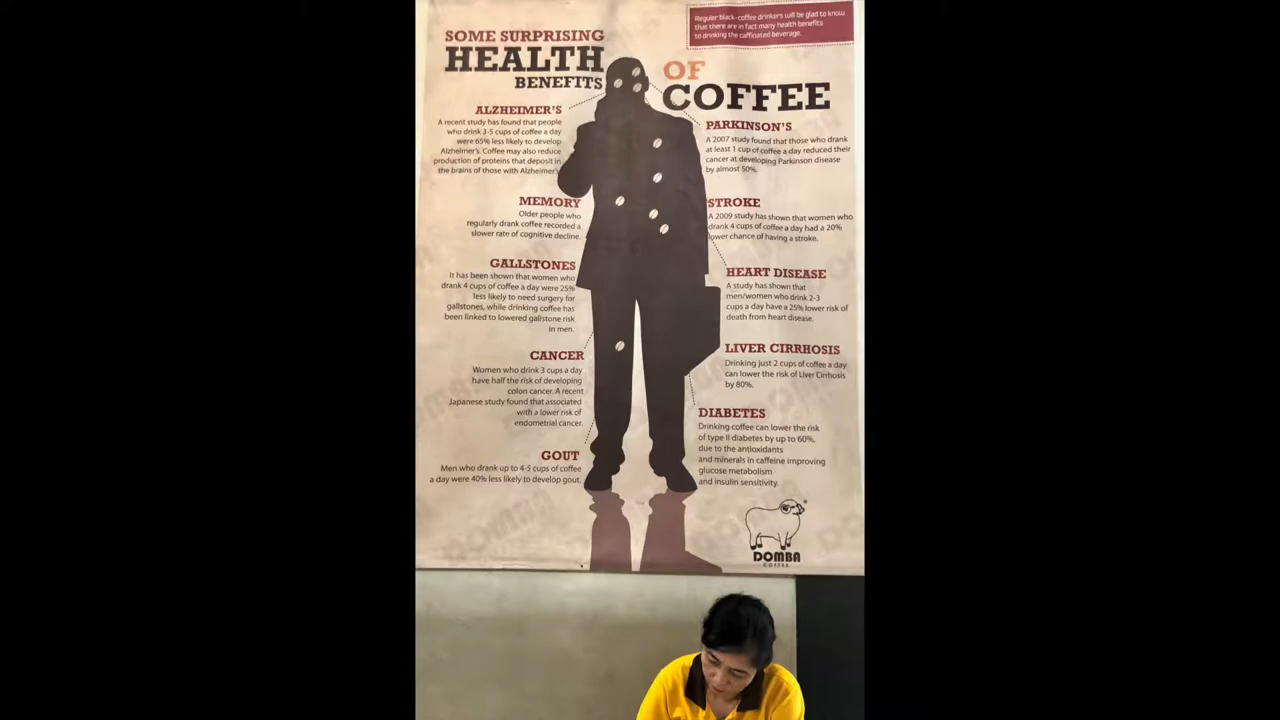 Regular black-coffee drinkers will be glad to know
that there are in fact many health benefits
to drinking the caffinated beverage.
SOME SURPRISING
HEALTH
BENEFITS
OF
COFFEE
ALZHEIMER'S
A recent study has found that people
who drink 3-5 cups of coffee a day
were 65% less likely to develop
Alzheimer's. Coffee may also reduce
production of proteins that deposit in
the brains of those with Alzheimer's
MEMORY
Older people who
regularly drank coffee recorded a
slower rate of cognitive decline.
GALLSTONES
It has been shown that women who
drank 4 cups of coffee a day were 25%
less likely to need surgery for
gallstones, while drinking coffee has
been linked to lowered gallstone risk
in men.
CANCER
Women who drink 3 cups a day
have half the risk of developing
colon cancer. A recent
Japanese study found that associated
with a lower risk of
endometrial cancer.
GOUT
Men who drank up to 4-5 cups of coffee
a day were 40% less likely to develop gout.
PARKINSON'S
A 2007 study found that those who drank
at least 1 cup of coffee a day reduced their
cancer at developing Parkinson disease
by almost 50%.
STROKE
A 2009 study has shown that women who
drank 4 cups of coffee a day had a 20%
lower chance of having a stroke.
HEART DISEASE
A study has shown that
men/women who drink 2-3
cups a day have a 25% lower risk of
death from heart disease.
LIVER CIRRHOSIS
Drinking just 2 cups of coffee a day
can lower the risk of Liver Cirrhosis
by 80%.
DIABETES
Drinking coffee can lower the risk
of type II diabetes by up to 60%,
due to the antioxidants
and minerals in caffeine improving
glucose metabolism
and insulin sensitivity.
DOMBA
COFFEE